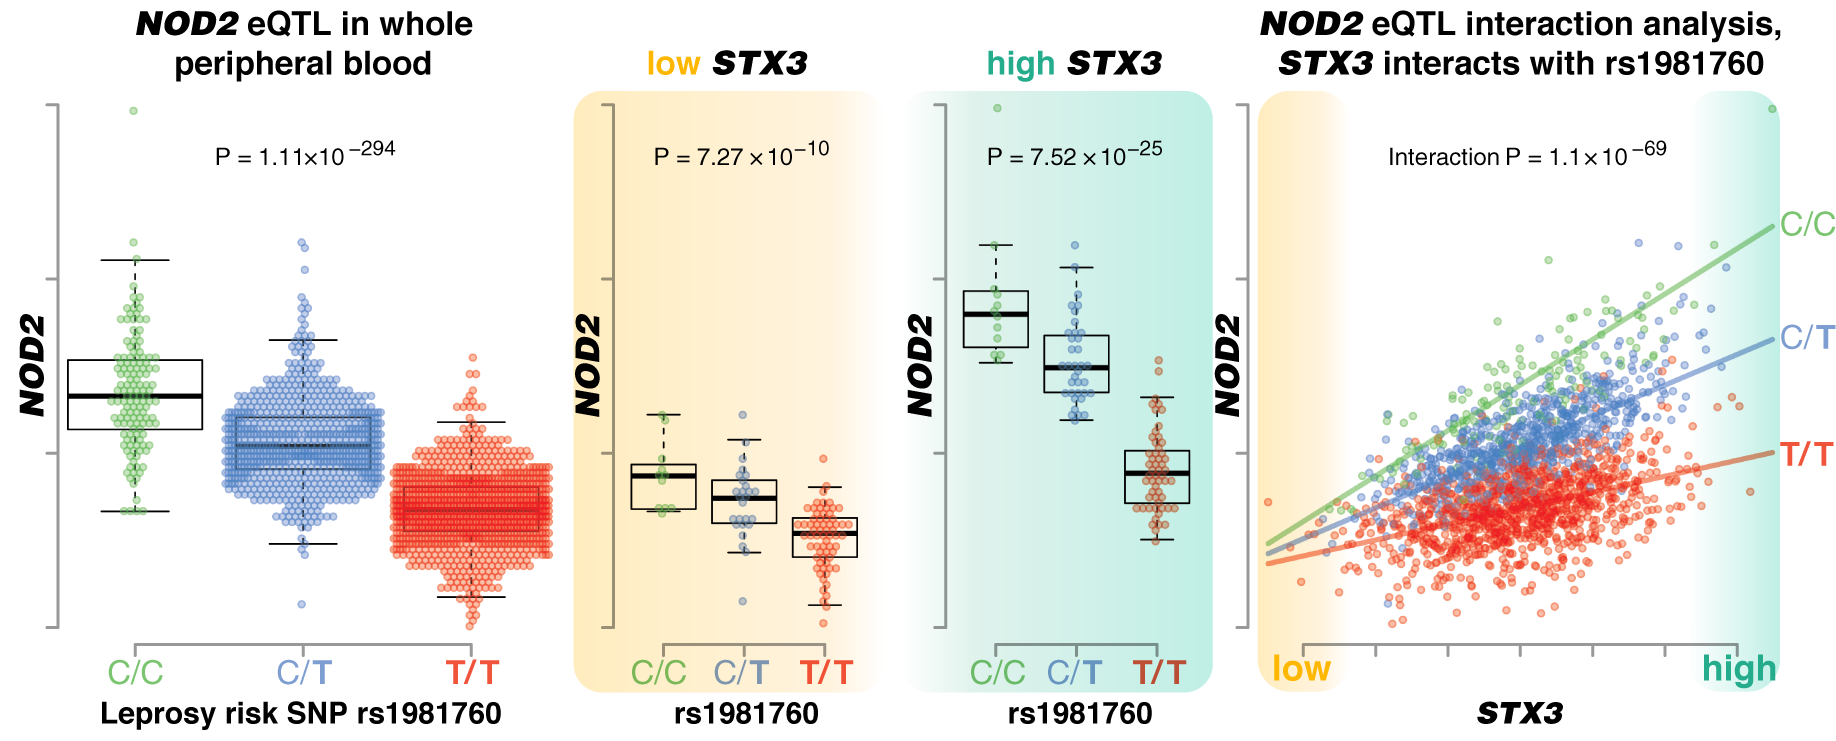 NOD2 eQTL in whole
peripheral blood
P = 1.11×10⁻²⁹⁴
NOD2
C/C C/T T/T
Leprosy risk SNP rs1981760
low STX3
P = 7.27 × 10⁻¹⁰
NOD2
C/C C/T T/T
rs1981760
high STX3
P = 7.52 × 10⁻²⁵
NOD2
C/C C/T T/T
rs1981760
NOD2 eQTL interaction analysis,
STX3 interacts with rs1981760
Interaction P = 1.1 × 10⁻⁶⁹
C/C
C/T
T/T
NOD2
low high
STX3